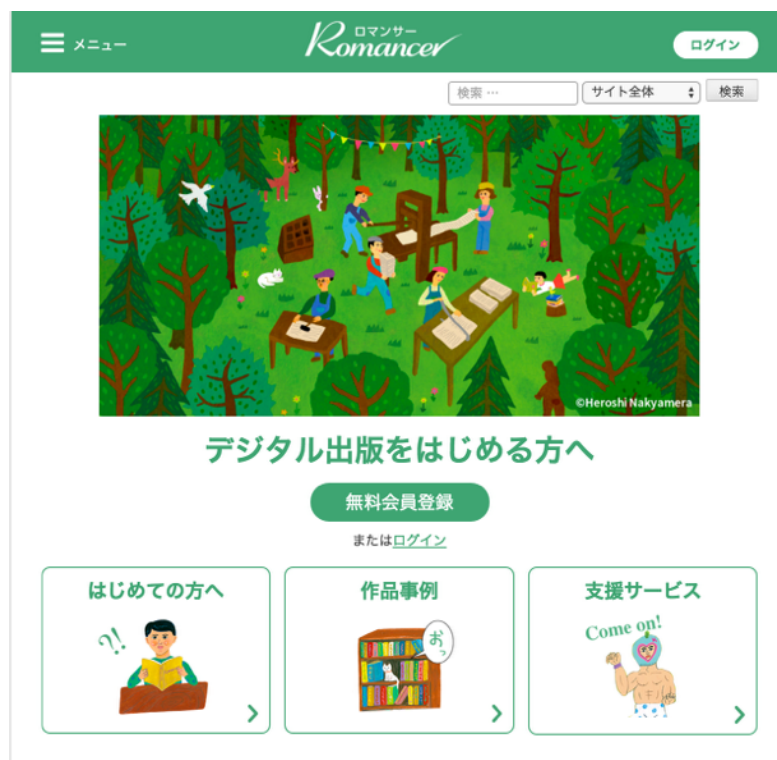 メニュー
ロマンサー
Romancer
ログイン
検索 …
サイト全体
検索
©Heroshi Nakyamera
デジタル出版をはじめる方へ
無料会員登録
またはログイン
はじめての方へ
作品事例
支援サービス
?!
おっ
Come on!